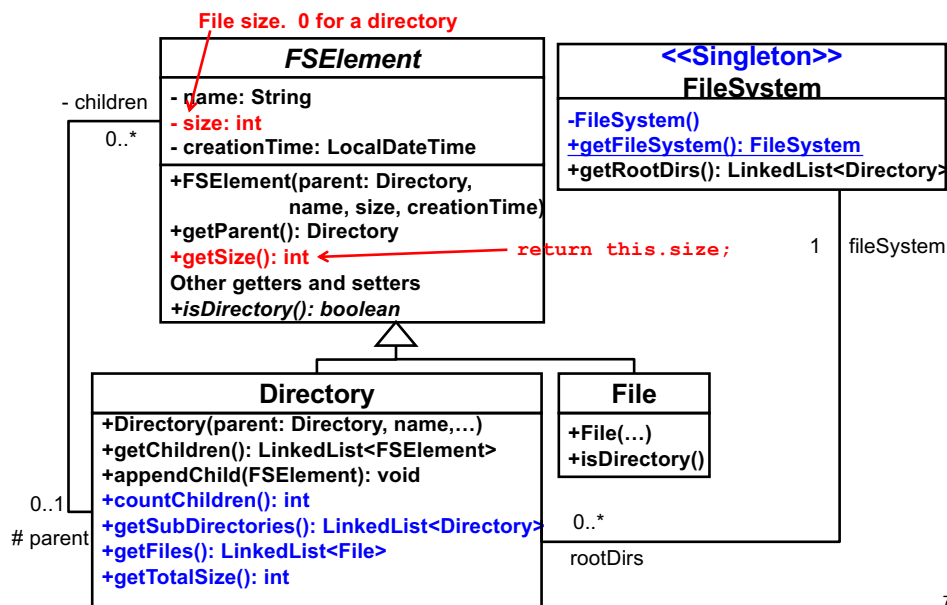 File size.  0 for a directory
FSElement
- name: String
- size: int
- creationTime: LocalDateTime
+FSElement(parent: Directory,
name, size, creationTime)
+getParent(): Directory
+getSize(): int
Other getters and setters
+isDirectory(): boolean
return this.size;
<<Singleton>>
FileSystem
-FileSystem()
+getFileSystem(): FileSystem
+getRootDirs(): LinkedList<Directory>
- children
0..*
1
fileSystem
Directory
+Directory(parent: Directory, name,…)
+getChildren(): LinkedList<FSElement>
+appendChild(FSElement): void
+countChildren(): int
+getSubDirectories(): LinkedList<Directory>
+getFiles(): LinkedList<File>
+getTotalSize(): int
File
+File(…)
+isDirectory()
0..1
# parent
0..*
rootDirs
7